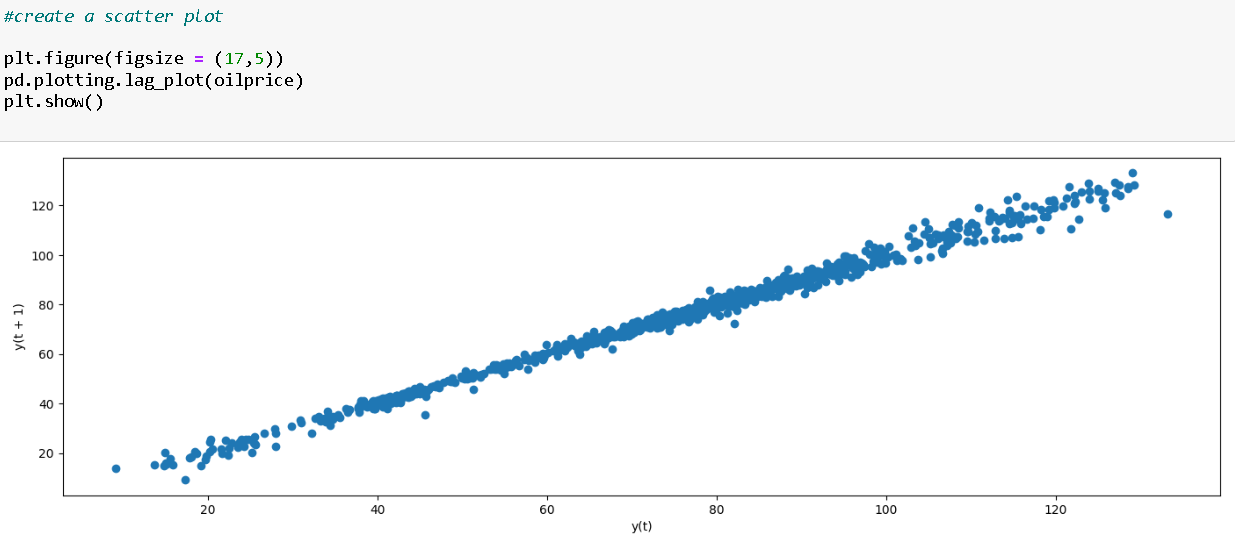 #create a scatter plot
plt.figure(figsize = (17,5))
pd.plotting.lag_plot(oilprice)
plt.show()
120
100
80
60
40
20
y(t + 1)
20 40 60 80 100 120
y(t)